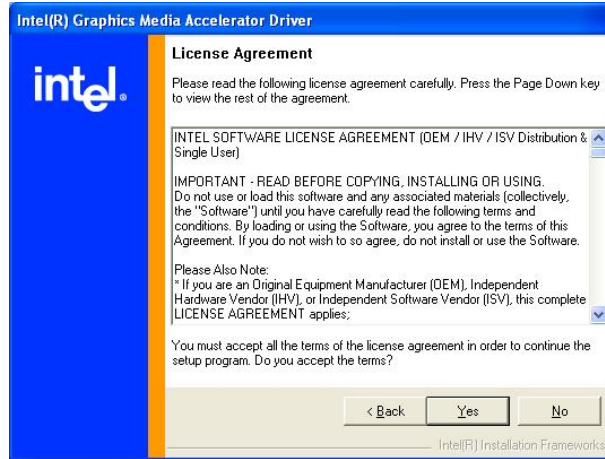 Intel(R) Graphics Media Accelerator Driver
intel®
License Agreement
Please read the following license agreement carefully. Press the Page Down key
to view the rest of the agreement.
INTEL SOFTWARE LICENSE AGREEMENT (OEM / IHV / ISV Distribution &
Single User)
IMPORTANT - READ BEFORE COPYING, INSTALLING OR USING.
Do not use or load this software and any associated materials (collectively,
the "Software") until you have carefully read the following terms and
conditions. By loading or using the Software, you agree to the terms of this
Agreement. If you do not wish to so agree, do not install or use the Software.
Please Also Note:
* If you are an Original Equipment Manufacturer (OEM), Independent
Hardware Vendor (IHV), or Independent Software Vendor (ISV), this complete
LICENSE AGREEMENT applies;
You must accept all the terms of the license agreement in order to continue the
setup program. Do you accept the terms?
< Back
Yes
No
Intel(R) Installation Frameworks